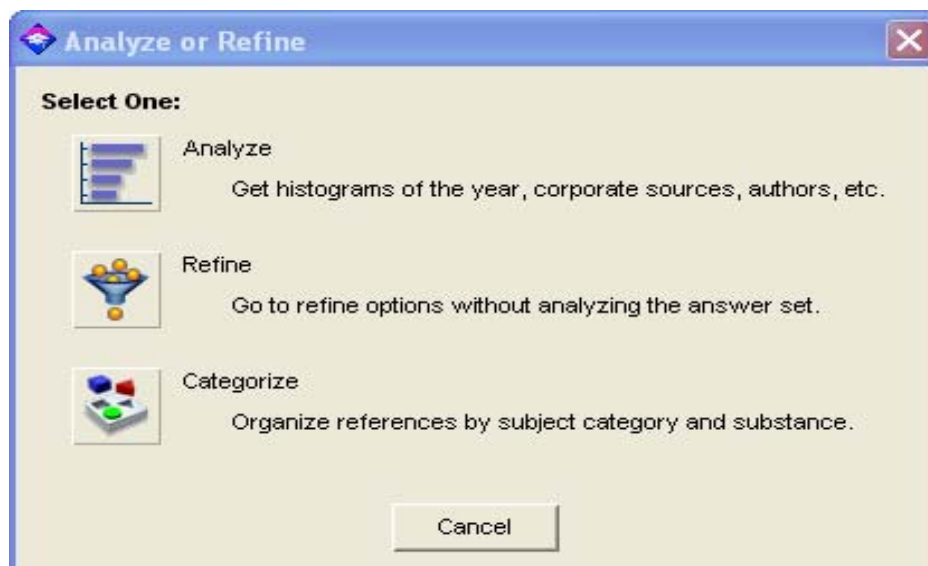 Analyze or Refine
Select One:
Analyze
Get histograms of the year, corporate sources, authors, etc.
Refine
Go to refine options without analyzing the answer set.
Categorize
Organize references by subject category and substance.
Cancel